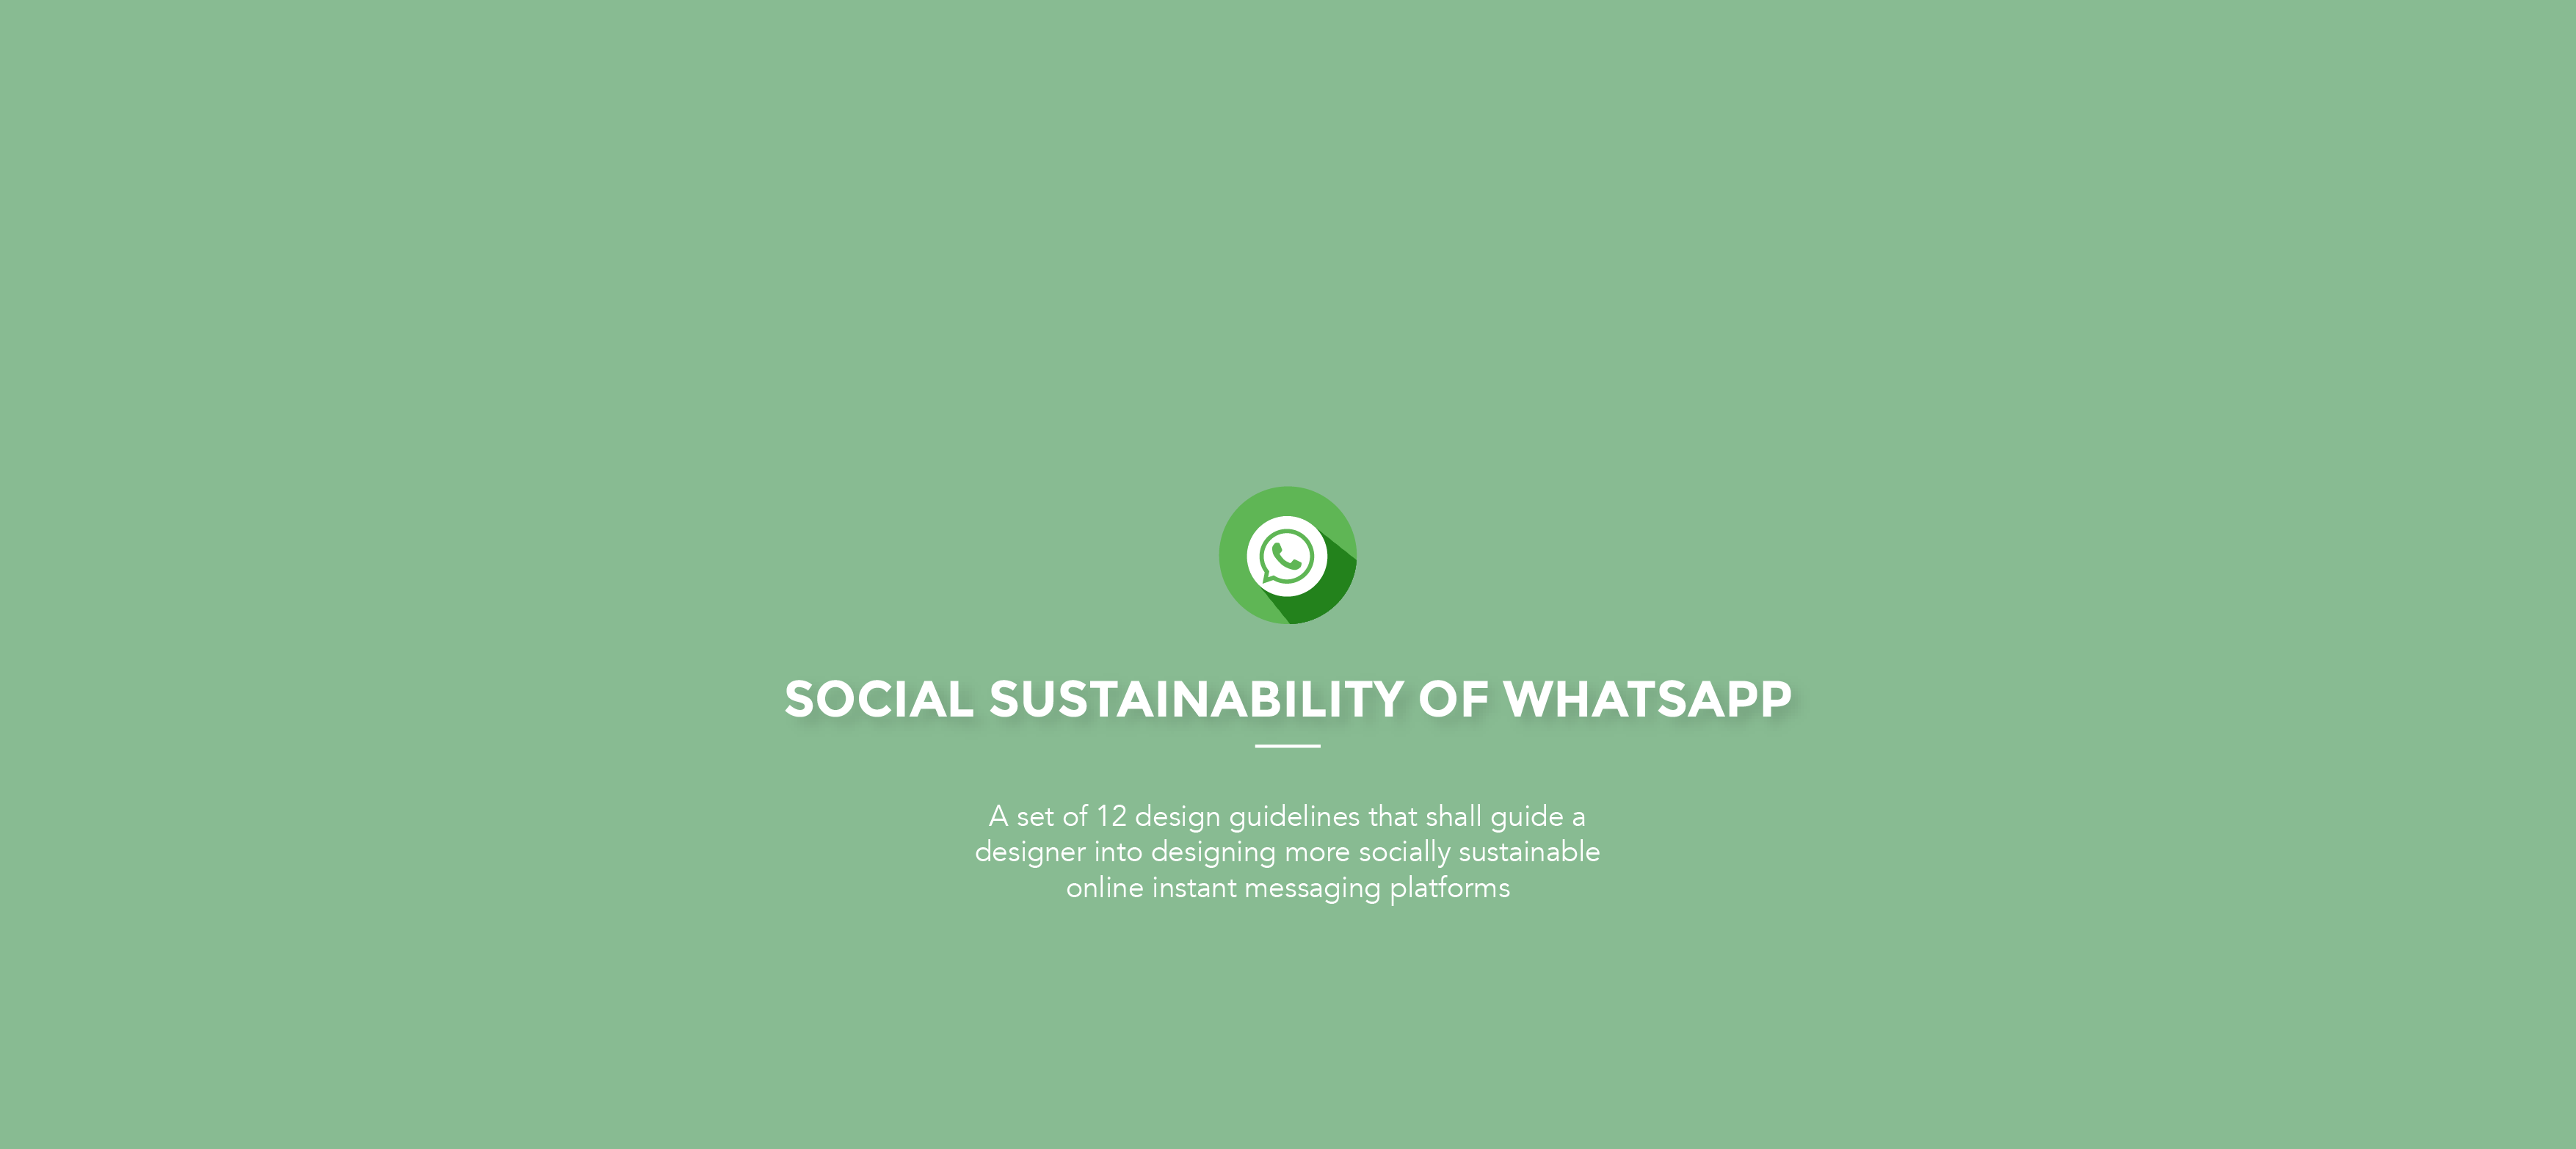 SOCIAL SUSTAINABILITY OF WHATSAPP
A set of 12 design guidelines that shall guide a
designer into designing more socially sustainable
online instant messaging platforms